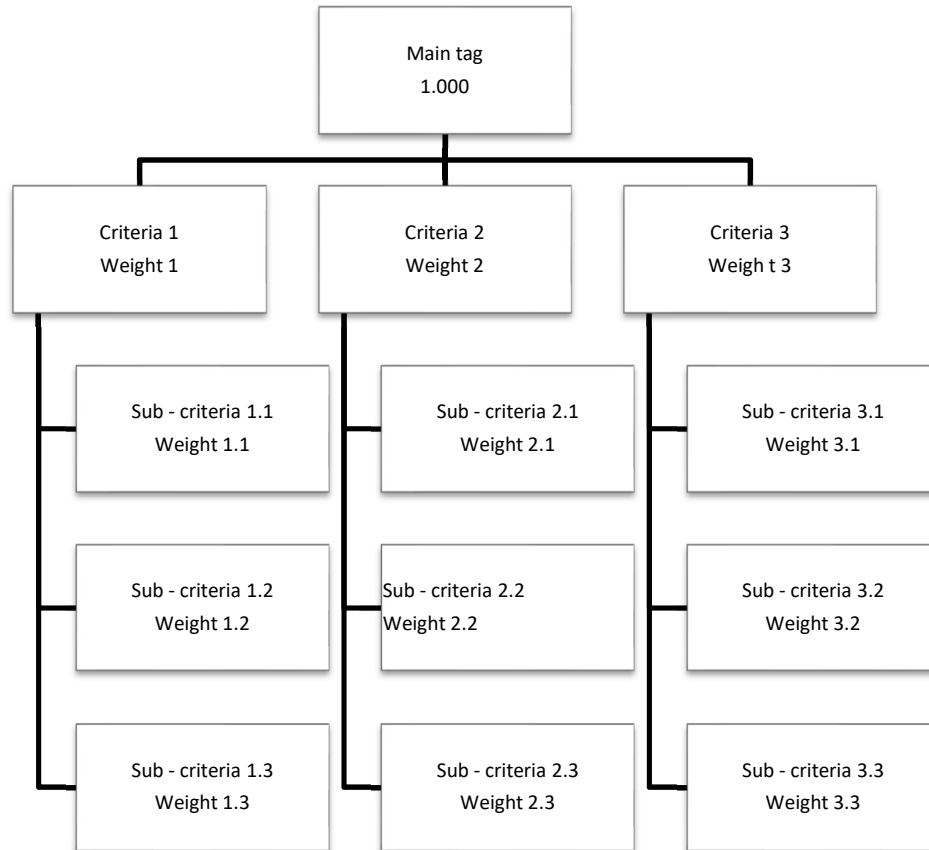 Main tag
1.000
Criteria 1
Weight 1
Criteria 2
Weight 2
Criteria 3
Weigh t 3
Sub - criteria 1.1
Weight 1.1
Sub - criteria 2.1
Weight 2.1
Sub - criteria 3.1
Weight 3.1
Sub - criteria 1.2
Weight 1.2
Sub - criteria 2.2
Weight 2.2
Sub - criteria 3.2
Weight 3.2
Sub - criteria 1.3
Weight 1.3
Sub - criteria 2.3
Weight 2.3
Sub - criteria 3.3
Weight 3.3